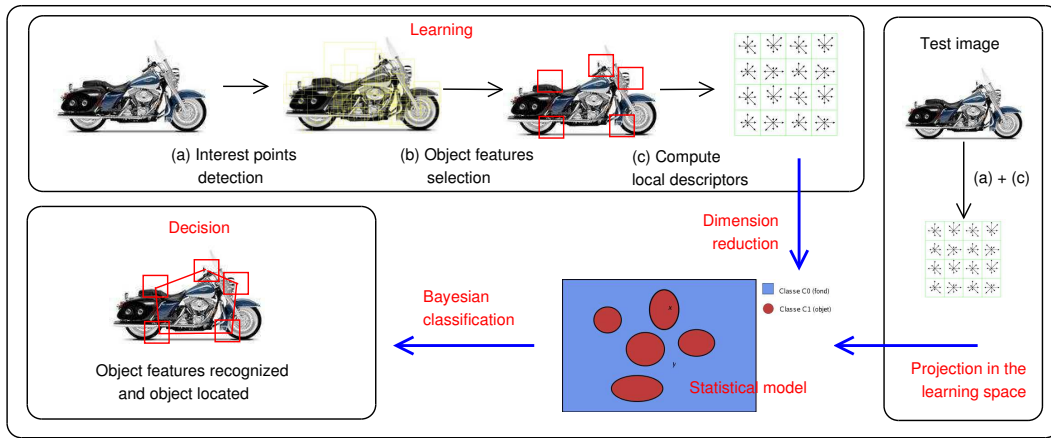 Learning
(a) Interest points
detection
(b) Object features
selection
(c) Compute
local descriptors
Test image
(a) + (c)
Dimension
reduction
Decision
Object features recognized
and object located
Bayesian
classification
Classe C0 (fond)
Classe C1 (objet)
x
y
Statistical model
Projection in the
learning space